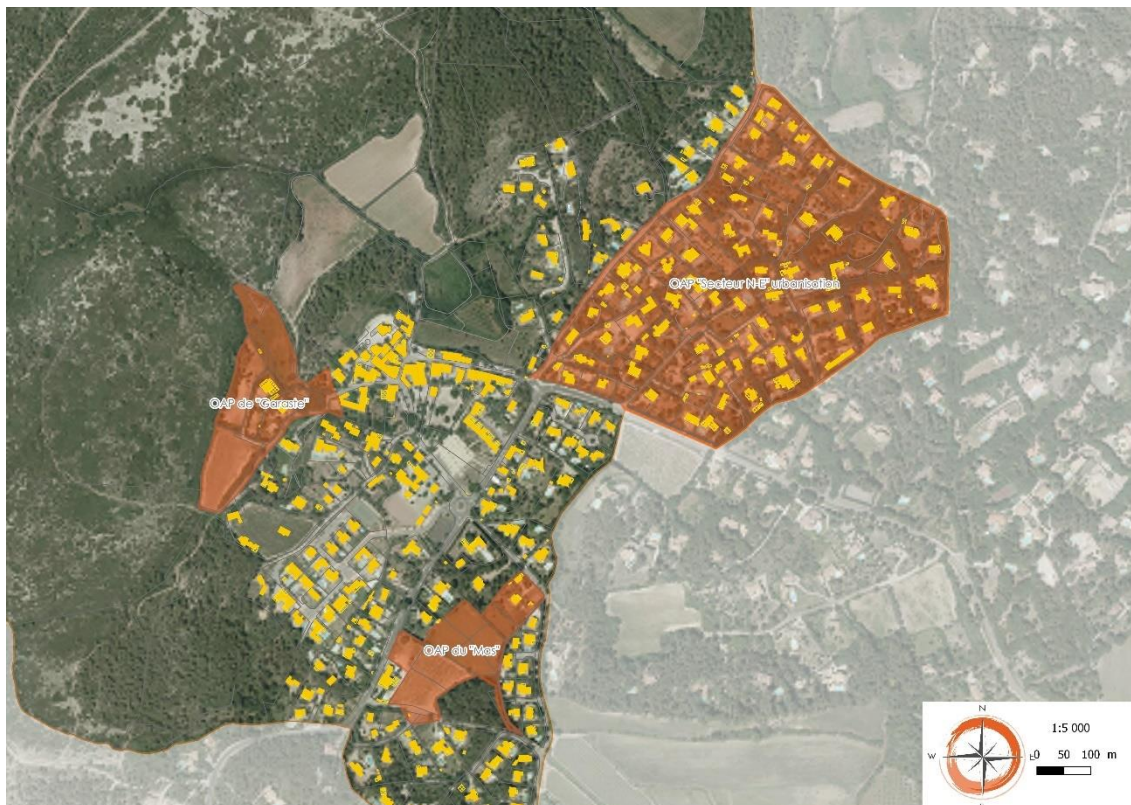 OAP "Secteur N-E" urbanisation
OAP de "Garaste"
OAP du "Mas"
N
W
E
1:5 000
0 50 100 m